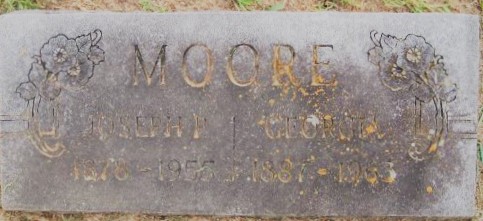 MOORE
JOSEPH P. GEORGIA
1878 - 1955 1887 - 1963